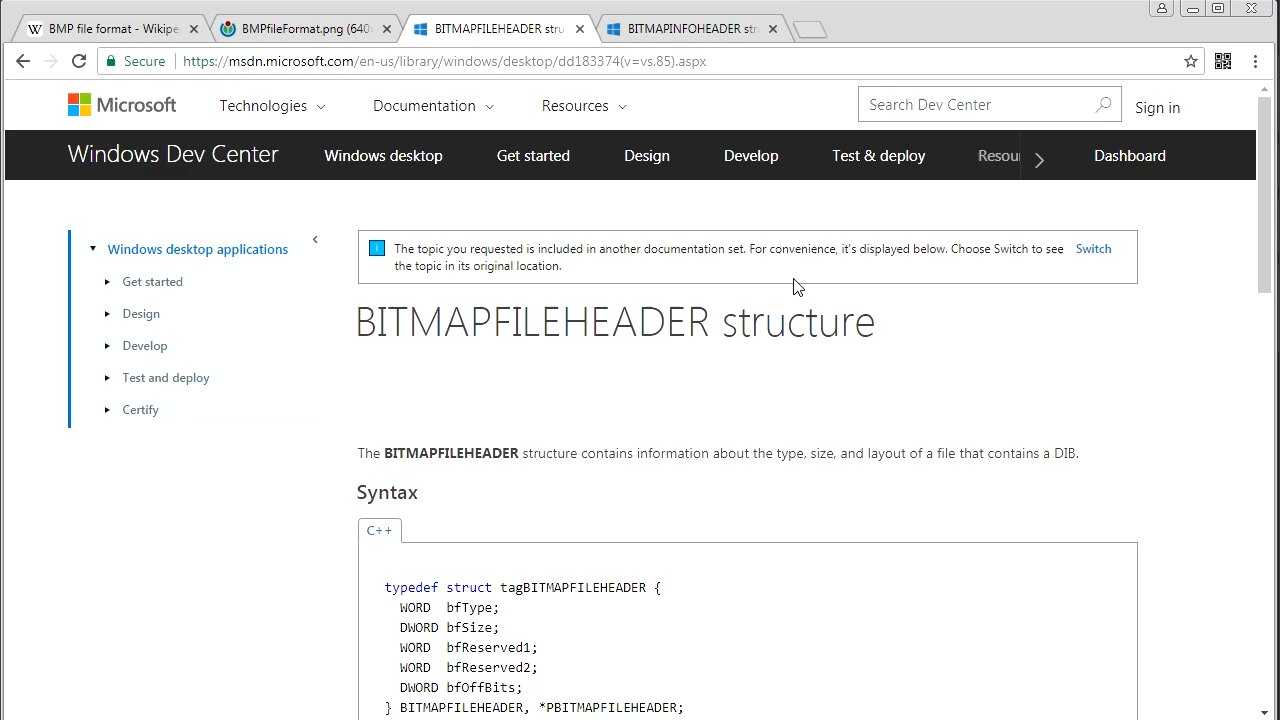 BMP file format - Wikipe
BMPfileFormat.png (640
BITMAPFILEHEADER stru
BITMAPINFOHEADER str
Secure
https://msdn.microsoft.com/en-us/library/windows/desktop/dd183374(v=vs.85).aspx
Microsoft
Technologies
Documentation
Resources
Search Dev Center
Sign in
Windows Dev Center
Windows desktop
Get started
Design
Develop
Test & deploy
Resou
Dashboard
Windows desktop applications
Get started
Design
Develop
Test and deploy
Certify
The topic you requested is included in another documentation set. For convenience, it's displayed below. Choose Switch to see
the topic in its original location.
Switch
BITMAPFILEHEADER structure
The BITMAPFILEHEADER structure contains information about the type, size, and layout of a file that contains a DIB.
Syntax
C++
typedef struct tagBITMAPFILEHEADER {
WORD bfType;
DWORD bfSize;
WORD bfReserved1;
WORD bfReserved2;
DWORD bfOffBits;
} BITMAPFILEHEADER, *PBITMAPFILEHEADER;